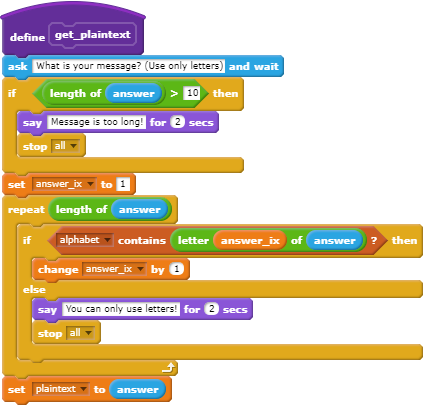 define get_plaintext
ask What is your message? (Use only letters) and wait
if length of answer > 10 then
say Message is too long! for 2 secs
stop all
set answer_ix to 1
repeat length of answer
if alphabet contains letter answer_ix of answer ? then
change answer_ix by 1
else
say You can only use letters! for 2 secs
stop all
set plaintext to answer